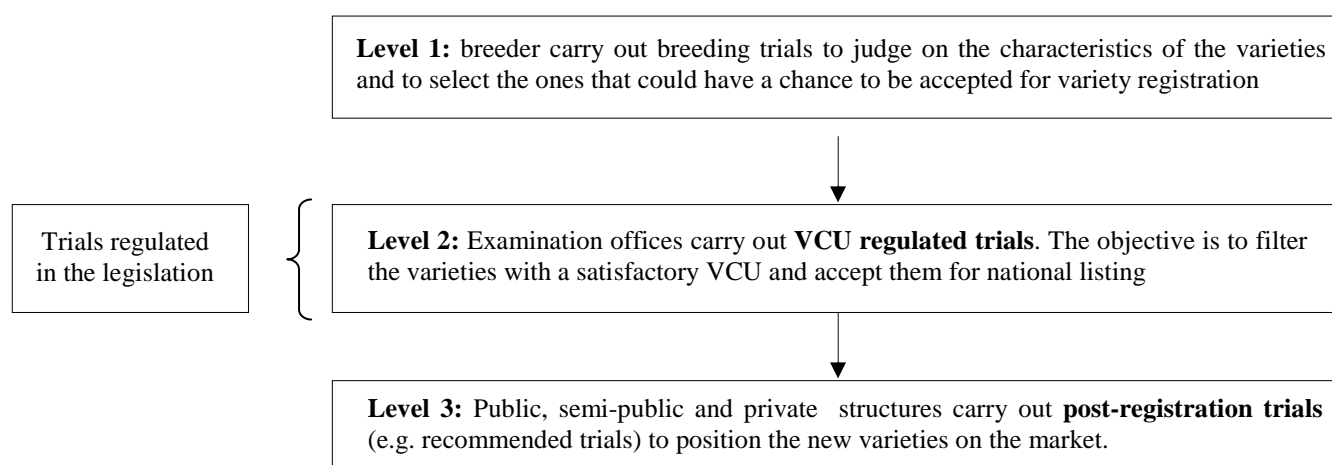 Level 1: breeder carry out breeding trials to judge on the characteristics of the varieties
and to select the ones that could have a chance to be accepted for variety registration
Trials regulated
in the legislation
Level 2: Examination offices carry out VCU regulated trials. The objective is to filter
the varieties with a satisfactory VCU and accept them for national listing
Level 3: Public, semi-public and private structures carry out post-registration trials
(e.g. recommended trials) to position the new varieties on the market.